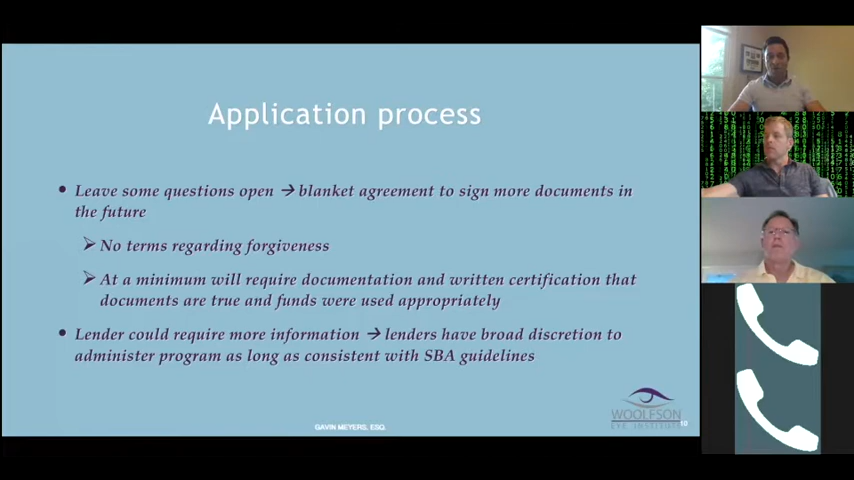 Application process
• Leave some questions open → blanket agreement to sign more documents in
the future
➢ No terms regarding forgiveness
➢ At a minimum will require documentation and written certification that
documents are true and funds were used appropriately
• Lender could require more information → lenders have broad discretion to
administer program as long as consistent with SBA guidelines
WOOLFSON
EYE INSTITUTE
GAVIN MEYERS, ESQ.
10